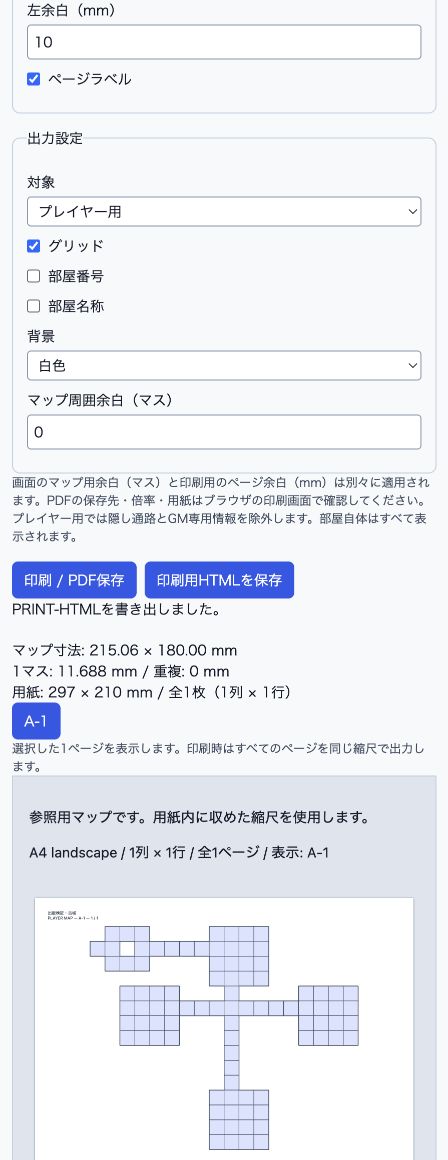 左余白（mm）
10
ページラベル
出力設定
対象
プレイヤー用
グリッド
部屋番号
部屋名称
背景
白色
マップ周囲余白（マス）
0
画面のマップ用余白（マス）と印刷用のページ余白（mm）は別々に適用され
ます。PDFの保存先・倍率・用紙はブラウザの印刷画面で確認してください。
プレイヤー用では隠し通路とGM専用情報を除外します。部屋自体はすべて表
示されます。
印刷 / PDF保存
印刷用HTMLを保存
PRINT-HTMLを書き出しました。
マップ寸法: 215.06 × 180.00 mm
1マス: 11.688 mm / 重複: 0 mm
用紙: 297 × 210 mm / 全1枚（1列 × 1行）
A-1
選択した1ページを表示します。印刷時はすべてのページを同じ縮尺で出力し
ます。
参照用マップです。用紙内に収めた縮尺を使用します。
A4 landscape / 1列 × 1行 / 全1ページ / 表示: A-1